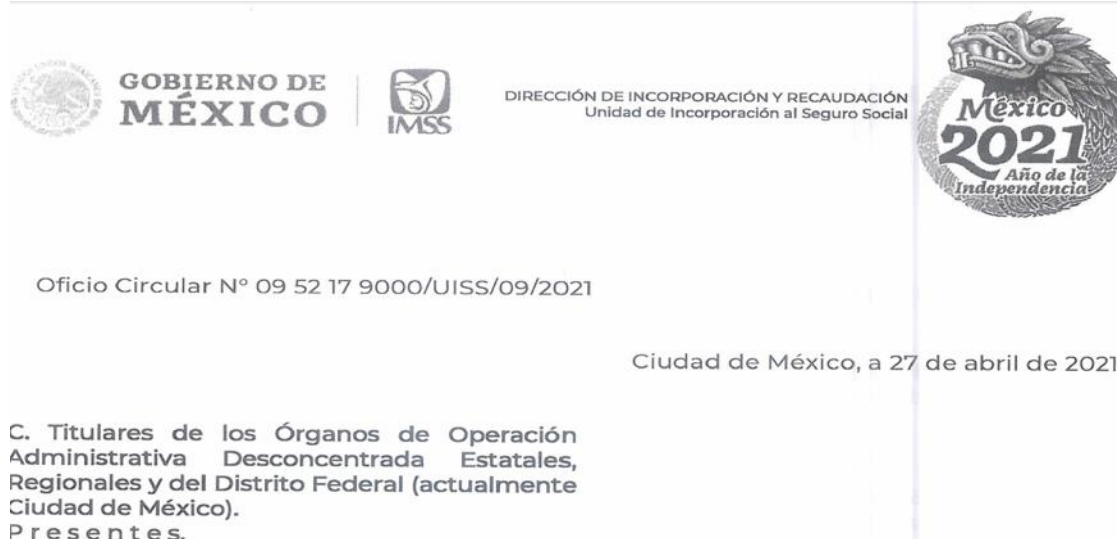 GOBIERNO DE
MÉXICO
IMSS
DIRECCIÓN DE INCORPORACIÓN Y RECAUDACIÓN
Unidad de Incorporación al Seguro Social
México
2021
Año de la
Independencia
Oficio Circular N° 09 52 17 9000/UISS/09/2021
Ciudad de México, a 27 de abril de 2021
C. Titulares de los Órganos de Operación
Administrativa Desconcentrada Estatales,
Regionales y del Distrito Federal (actualmente
Ciudad de México).
P r e s e n t e s.